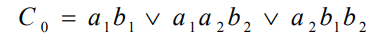 C₀ = a₁b₁ ∨ a₁a₂b₂ ∨ a₂b₁b₂